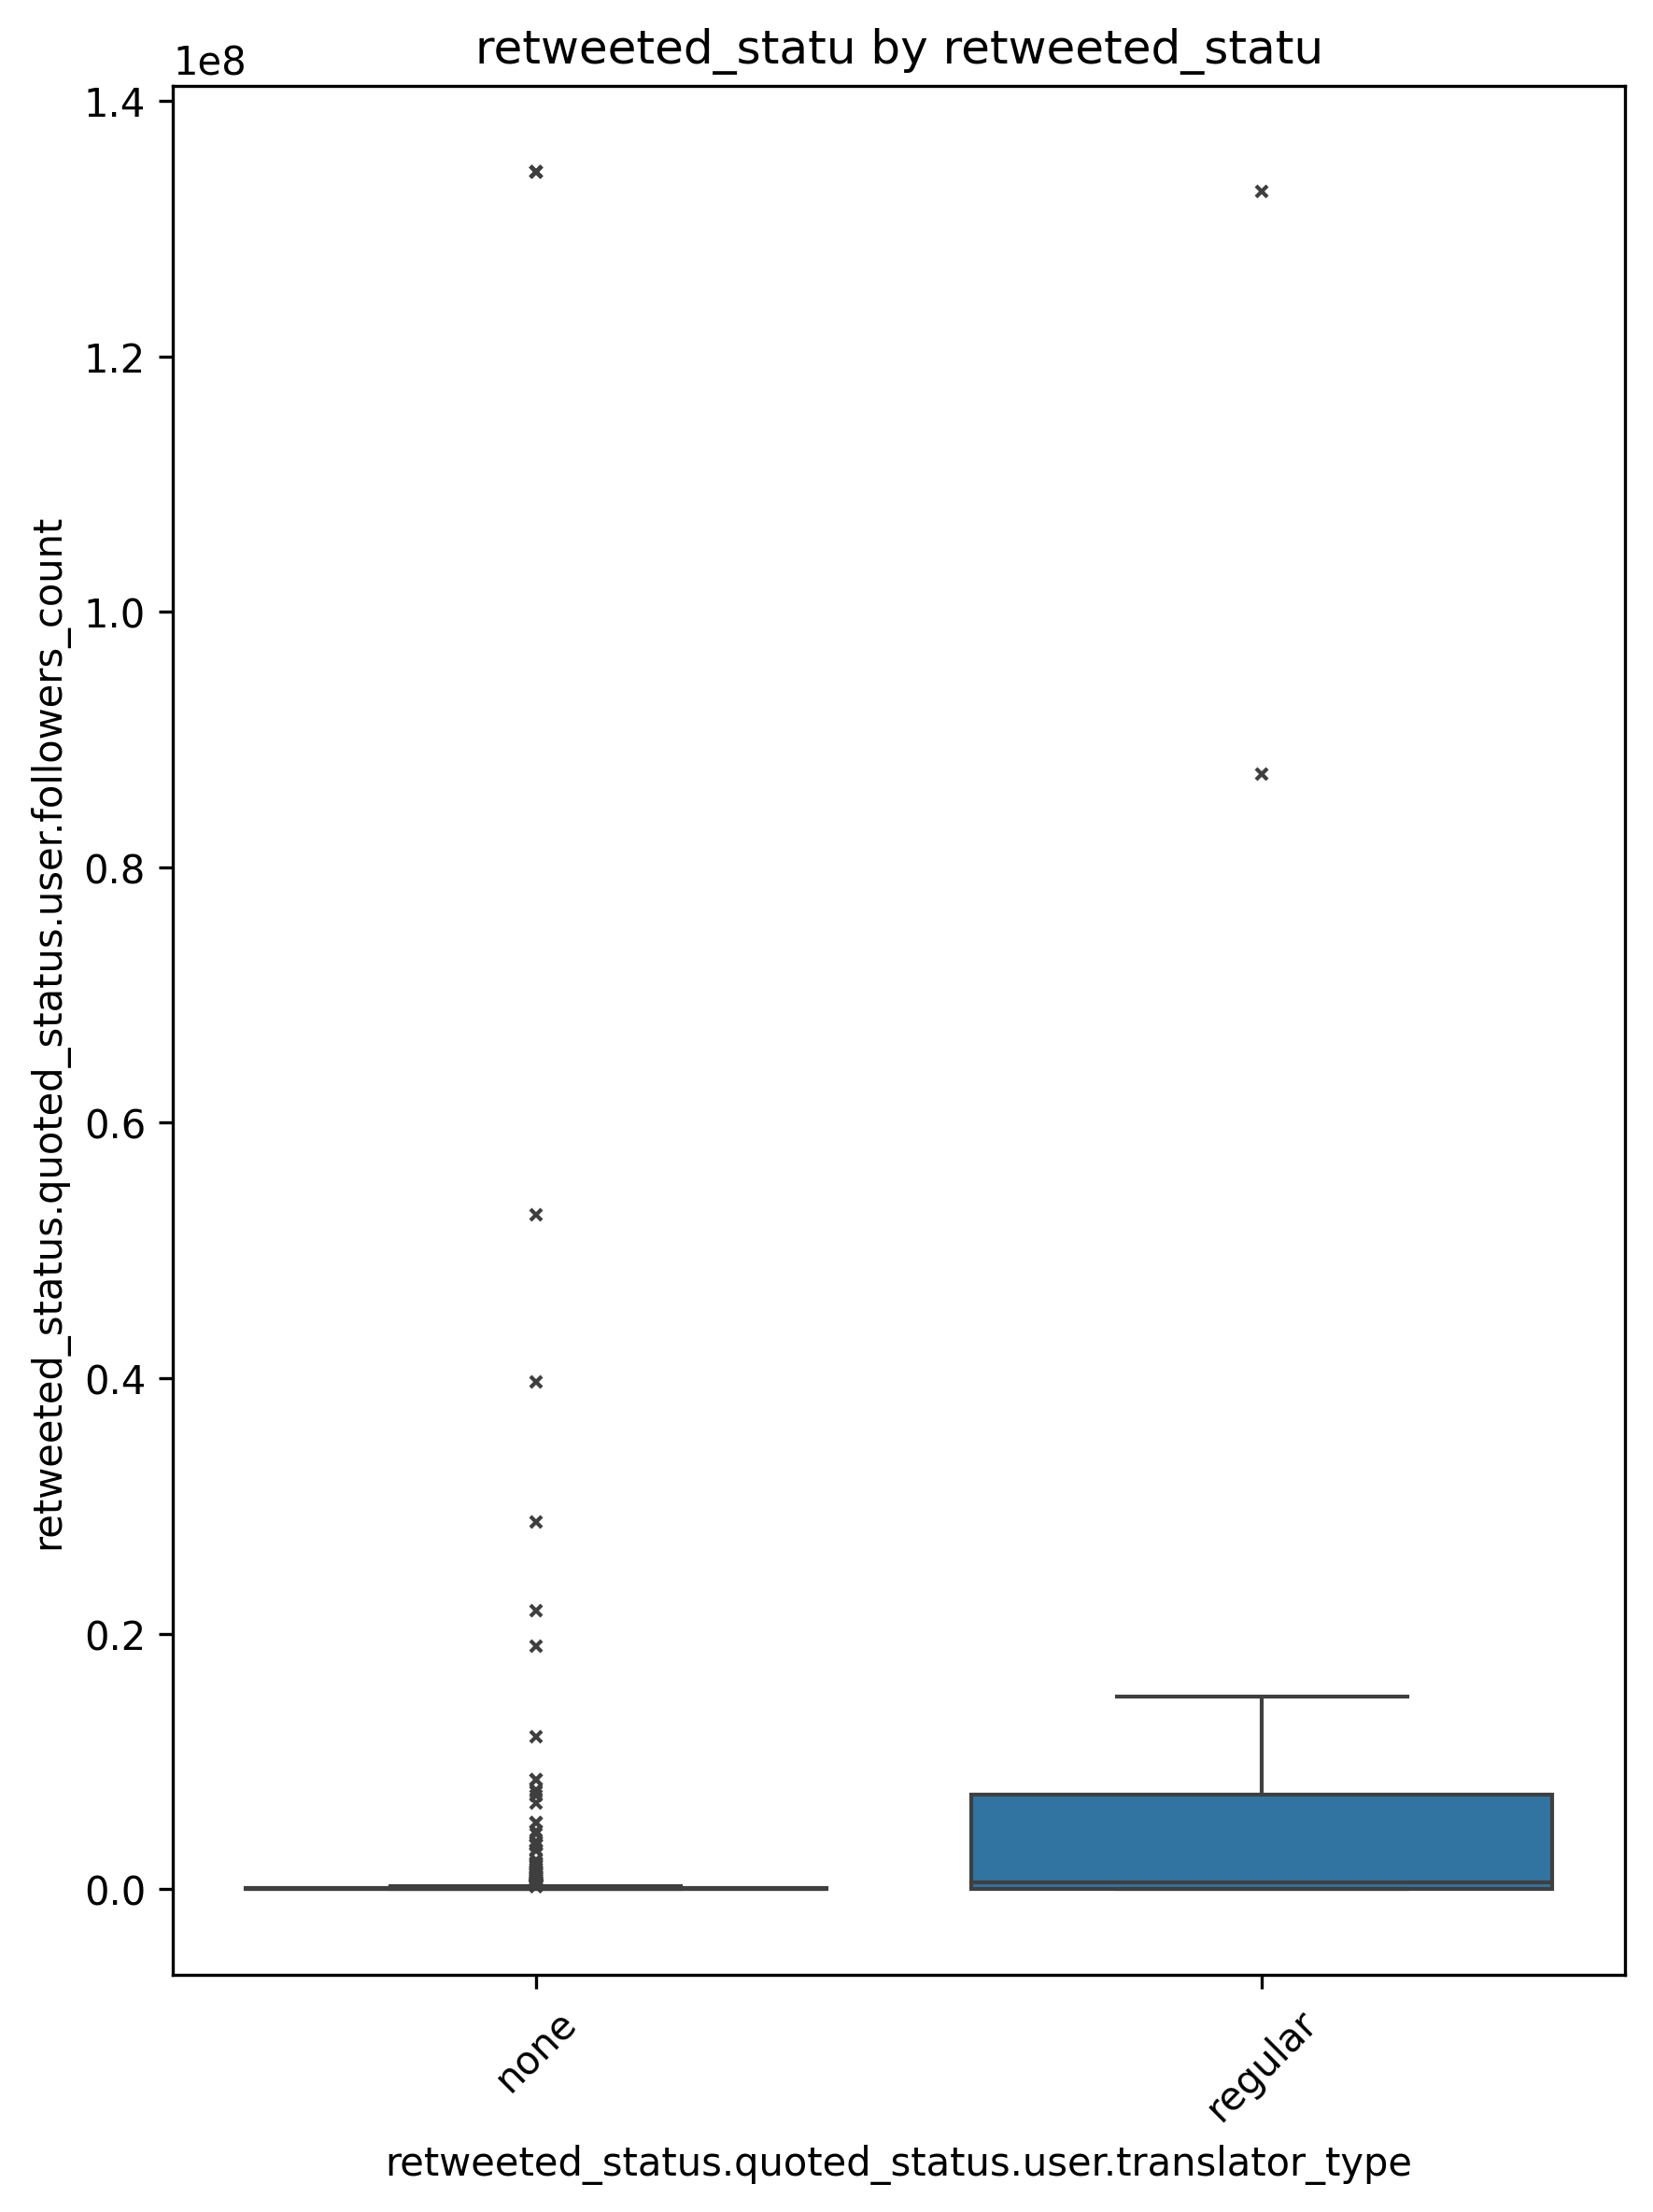 retweeted_statu by retweeted_statu
1e8
1.4
1.2
1.0
0.8
0.6
0.4
0.2
0.0
retweeted_status.quoted_status.user.followers_count
none
regular
retweeted_status.quoted_status.user.translator_type